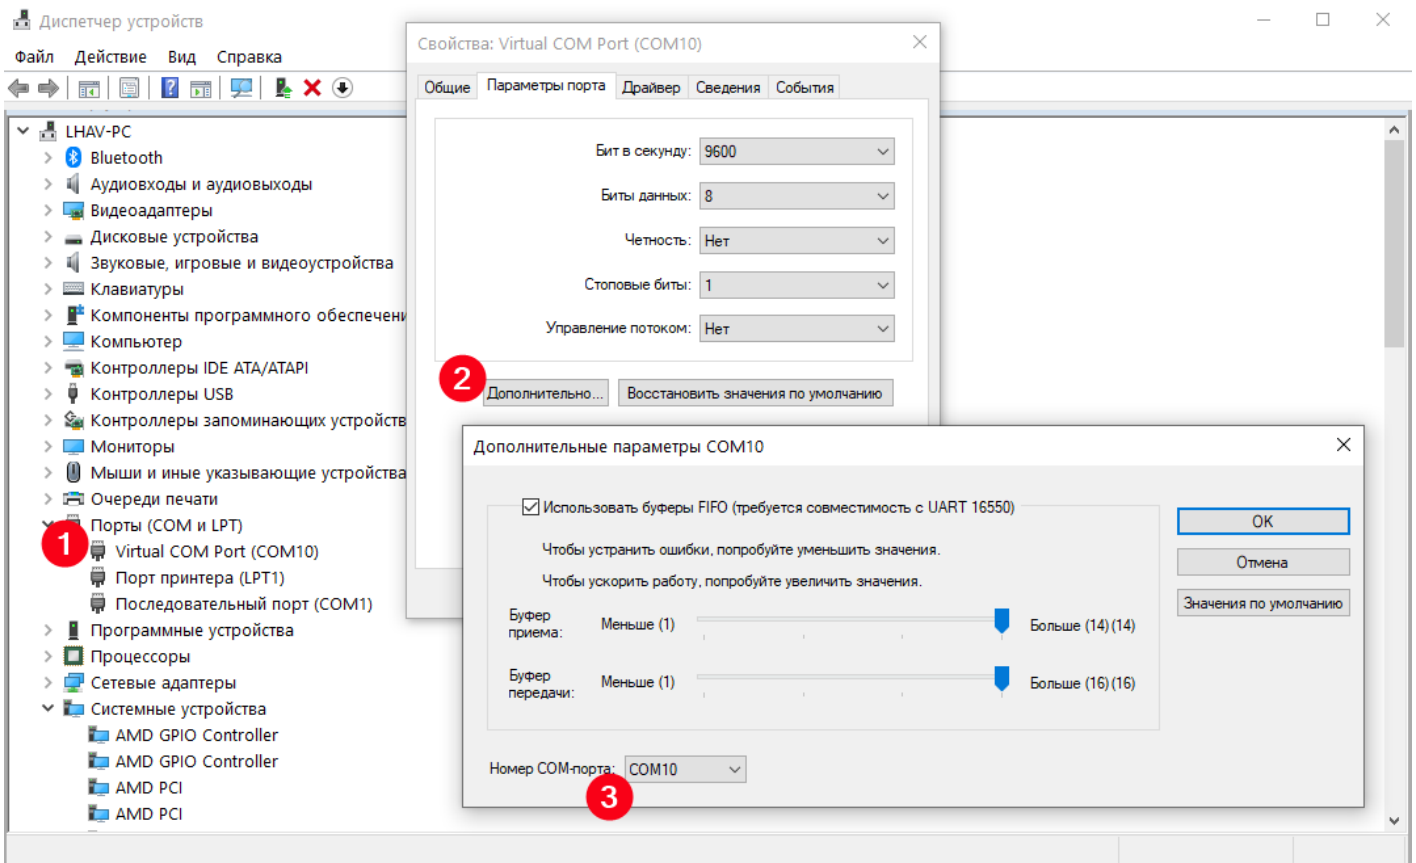 Диспетчер устройств
Файл Действие Вид Справка
LHAV-PC
Bluetooth
Аудиовходы и аудиовыходы
Видеоадаптеры
Дисковые устройства
Звуковые, игровые и видеоустройства
Клавиатуры
Компоненты программного обеспечени
Компьютер
Контроллеры IDE ATA/ATAPI
Контроллеры USB
Контроллеры запоминающих устройств
Мониторы
Мыши и иные указывающие устройства
Очереди печати
Порты (COM и LPT)
1
Virtual COM Port (COM10)
Порт принтера (LPT1)
Последовательный порт (COM1)
Программные устройства
Процессоры
Сетевые адаптеры
Системные устройства
AMD GPIO Controller
AMD GPIO Controller
AMD PCI
AMD PCI
Свойства: Virtual COM Port (COM10)
Общие Параметры порта Драйвер Сведения События
Бит в секунду: 9600
Биты данных: 8
Четность: Нет
Стоповые биты: 1
Управление потоком: Нет
2
Дополнительно... Восстановить значения по умолчанию
Дополнительные параметры COM10
Использовать буферы FIFO (требуется совместимость с UART 16550)
Чтобы устранить ошибки, попробуйте уменьшить значения.
Чтобы ускорить работу, попробуйте увеличить значения.
Буфер приема: Меньше (1) Больше (14) (14)
Буфер передачи: Меньше (1) Больше (16) (16)
Номер COM-порта: COM10
3
OK
Отмена
Значения по умолчанию